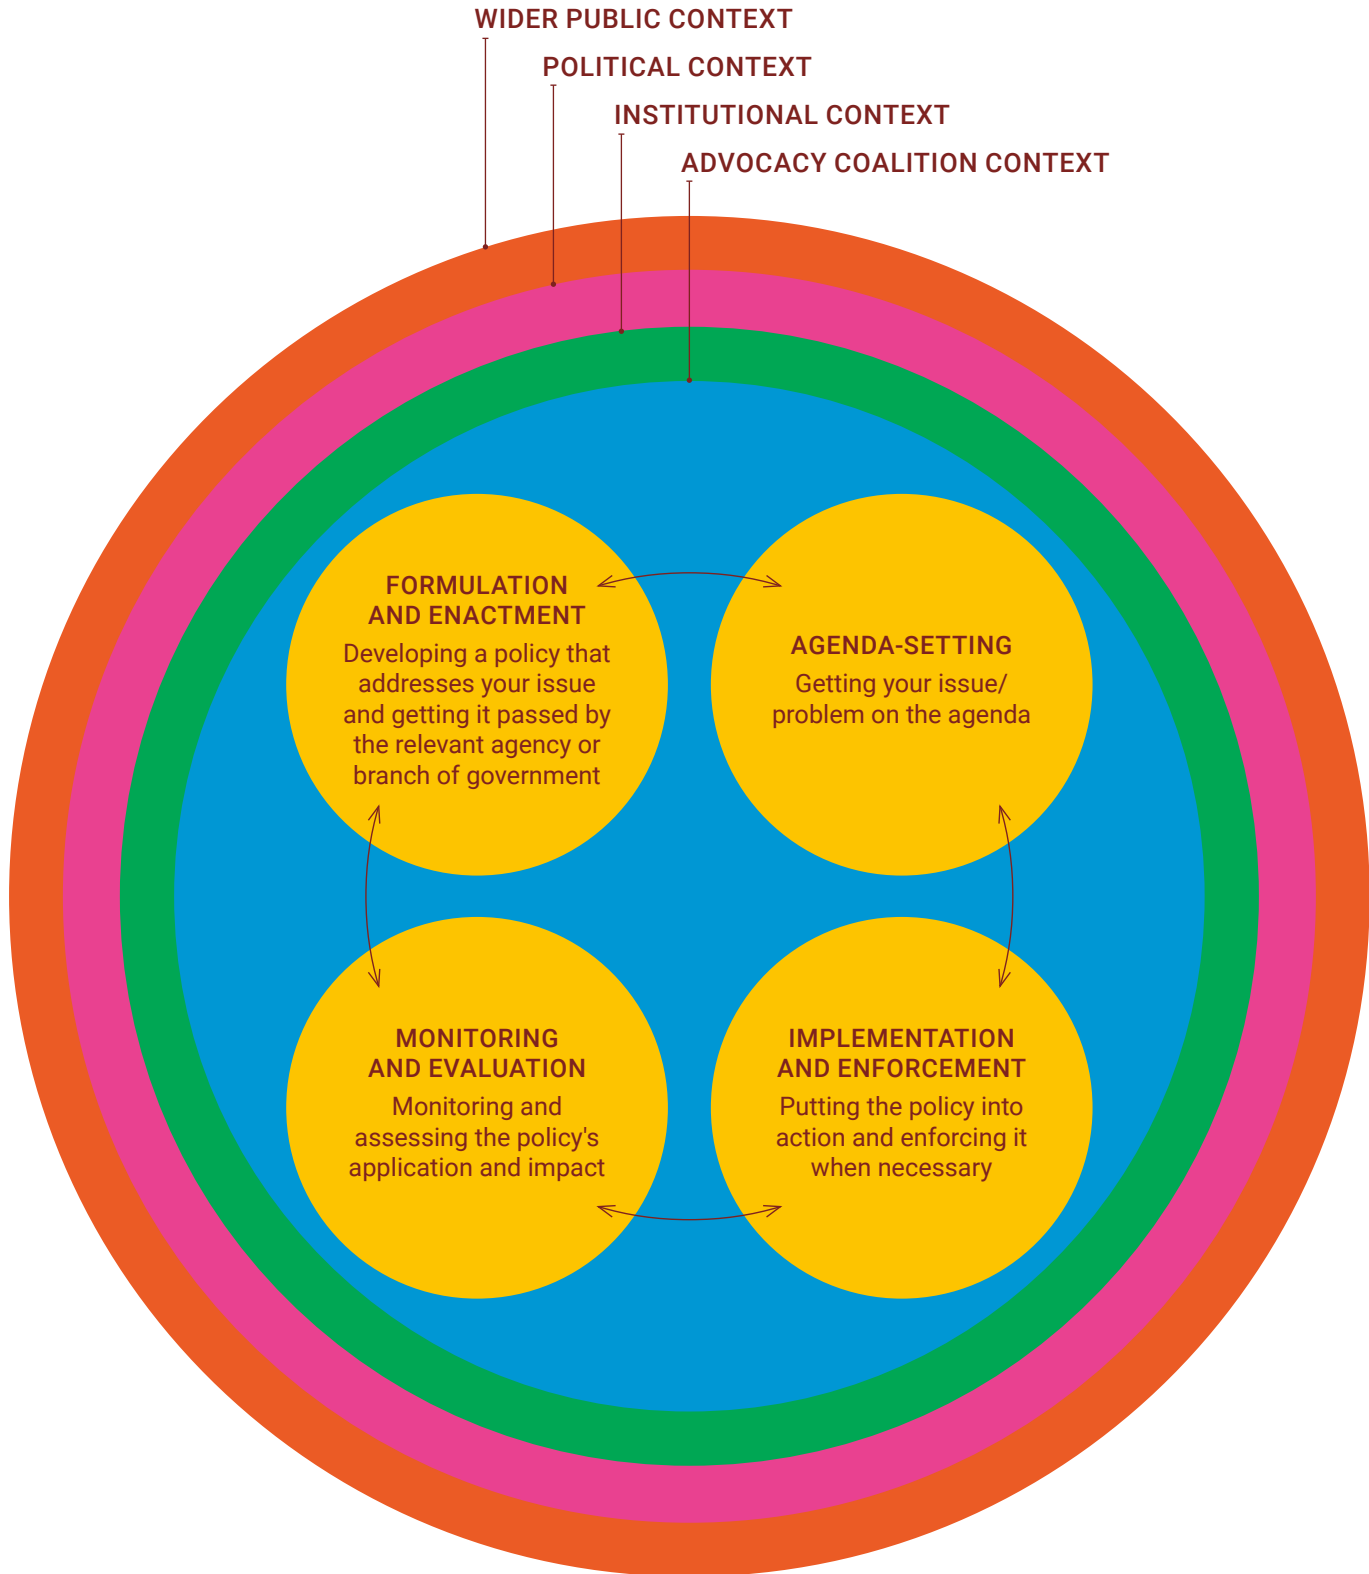 WIDER PUBLIC CONTEXT
POLITICAL CONTEXT
INSTITUTIONAL CONTEXT
ADVOCACY COALITION CONTEXT
FORMULATION
AND ENACTMENT
Developing a policy that
addresses your issue
and getting it passed by
the relevant agency or
branch of government
AGENDA-SETTING
Getting your issue/
problem on the agenda
MONITORING
AND EVALUATION
Monitoring and
assessing the policy's
application and impact
IMPLEMENTATION
AND ENFORCEMENT
Putting the policy into
action and enforcing it
when necessary